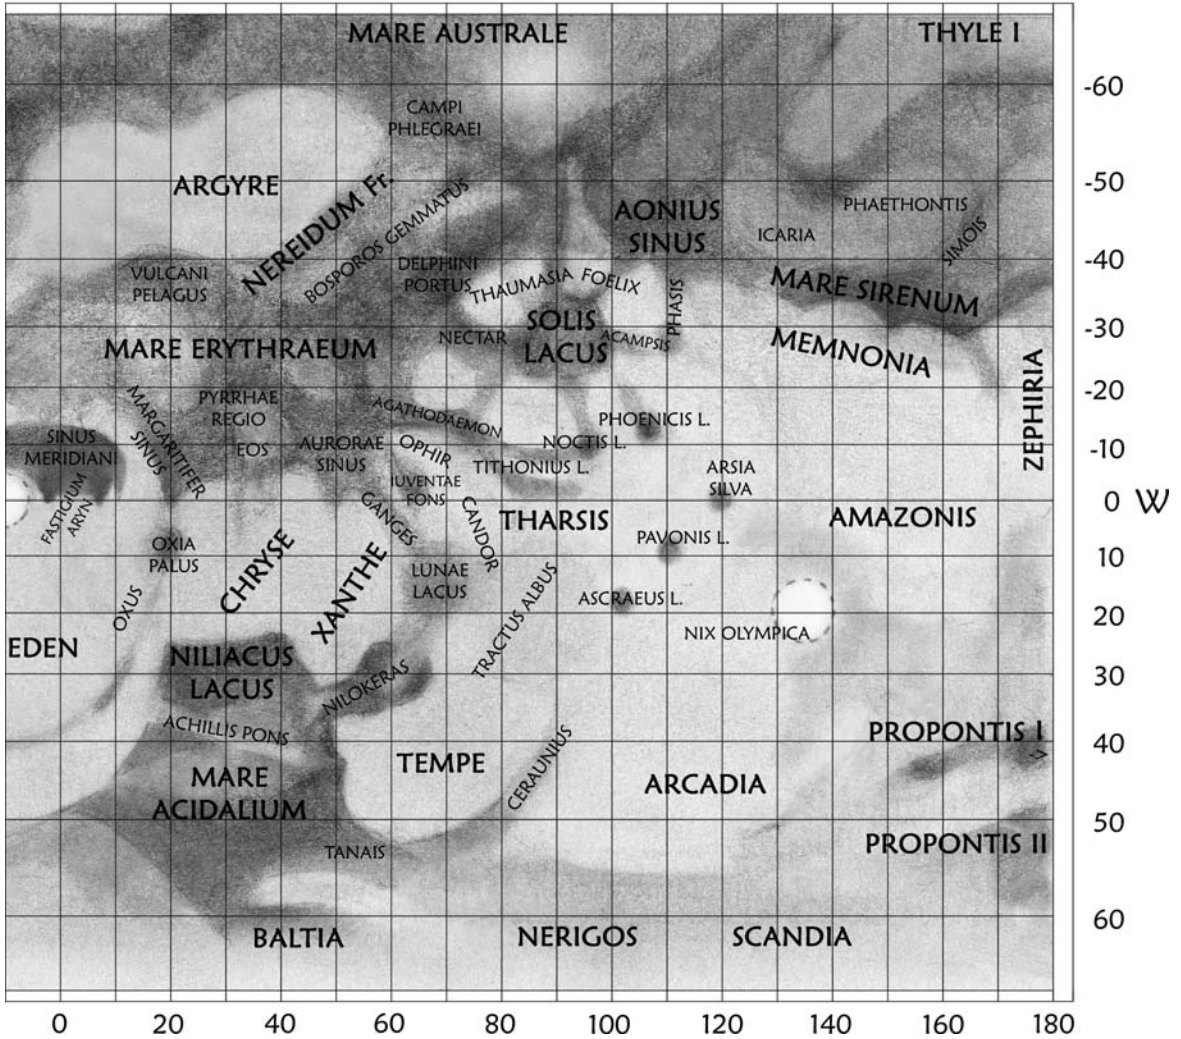 MARE AUSTRALE
THYLE I
-60
CAMPI
PHLEGRAEI
ARGYRE
NEREIDUM Fr.
BOSPOROS GEMMATUS
-50
AONIUS
SINUS
PHAETHONTIS
ICARIA
SIMOIS
-40
VULCANI
PELAGUS
DELPHINI
PORTUS
THAUMASIA FOELIX
PHASIS
MARE SIRENUM
-30
MARE ERYTHRAEUM
NECTAR
SOLIS
LACUS
ACAMPSIS
MEMNONIA
ZEPHIRIA
-20
MARGARITIFER
SINUS
PYRRHAE
REGIO
AGATHODAEMON
PHOENICIS L.
SINUS
MERIDIANI
EOS
AURORAE
SINUS
OPHIR
NOCTIS L.
-10
TITHONIUS L.
ARSIA
SILVA
FASTIGIUM
ARYN
IUVENTAE
FONS
GANGES
CANDOR
THARSIS
AMAZONIS
0 W
OXIA
PALUS
CHRYSE
XANTHE
PAVONIS L.
10
LUNAE
LACUS
TRACTUS ALBUS
ASCRAEUS L.
OXUS
20
NIX OLYMPICA
EDEN
NILIACUS
LACUS
NILOKERAS
30
ACHILLIS PONS
PROPONTIS I
40
MARE
ACIDALIUM
TEMPE
CERAUNIUS
ARCADIA
50
TANAIS
PROPONTIS II
60
BALTIA
NERIGOS
SCANDIA
0 20 40 60 80 100 120 140 160 180